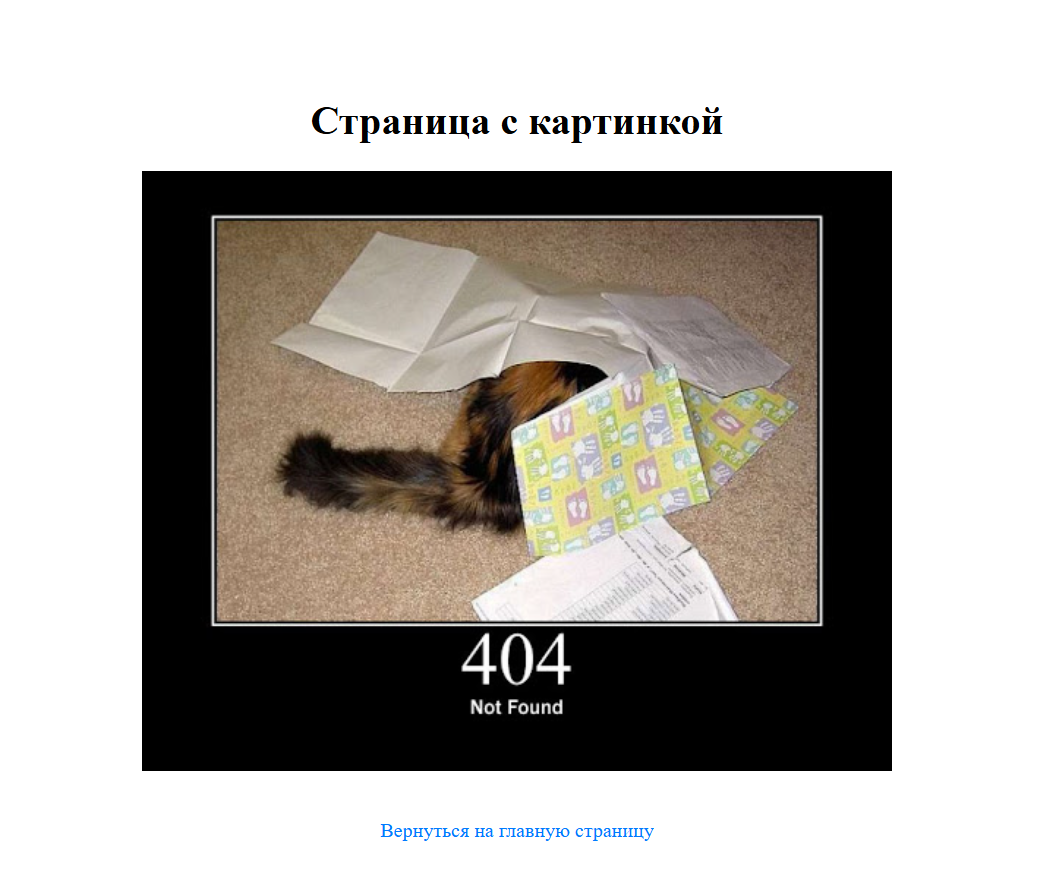 Страница с картинкой
404
Not Found
Вернуться на главную страницу